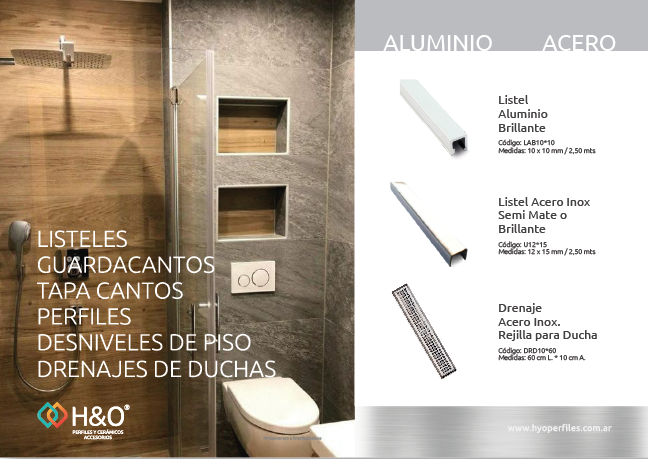 LISTELES
GUARDACANTOS
TAPA CANTOS
PERFILES
DESNIVELES DE PISO
DRENAJES DE DUCHAS
H&O®
PERFILES Y CERÁMICOS
ACCESORIOS
ALUMINIO ACERO
Listel
Aluminio
Brillante
Código: LAB10*10
Medidas: 10 x 10 mm / 2,50 mts
Listel Acero Inox
Semi Mate o
Brillante
Código: U12*15
Medidas: 12 x 15 mm / 2,50 mts
Drenaje
Acero Inox.
Rejilla para Ducha
Código: DRD10*60
Medidas: 60 cm L. * 10 cm A.
www.hyoperfiles.com.ar